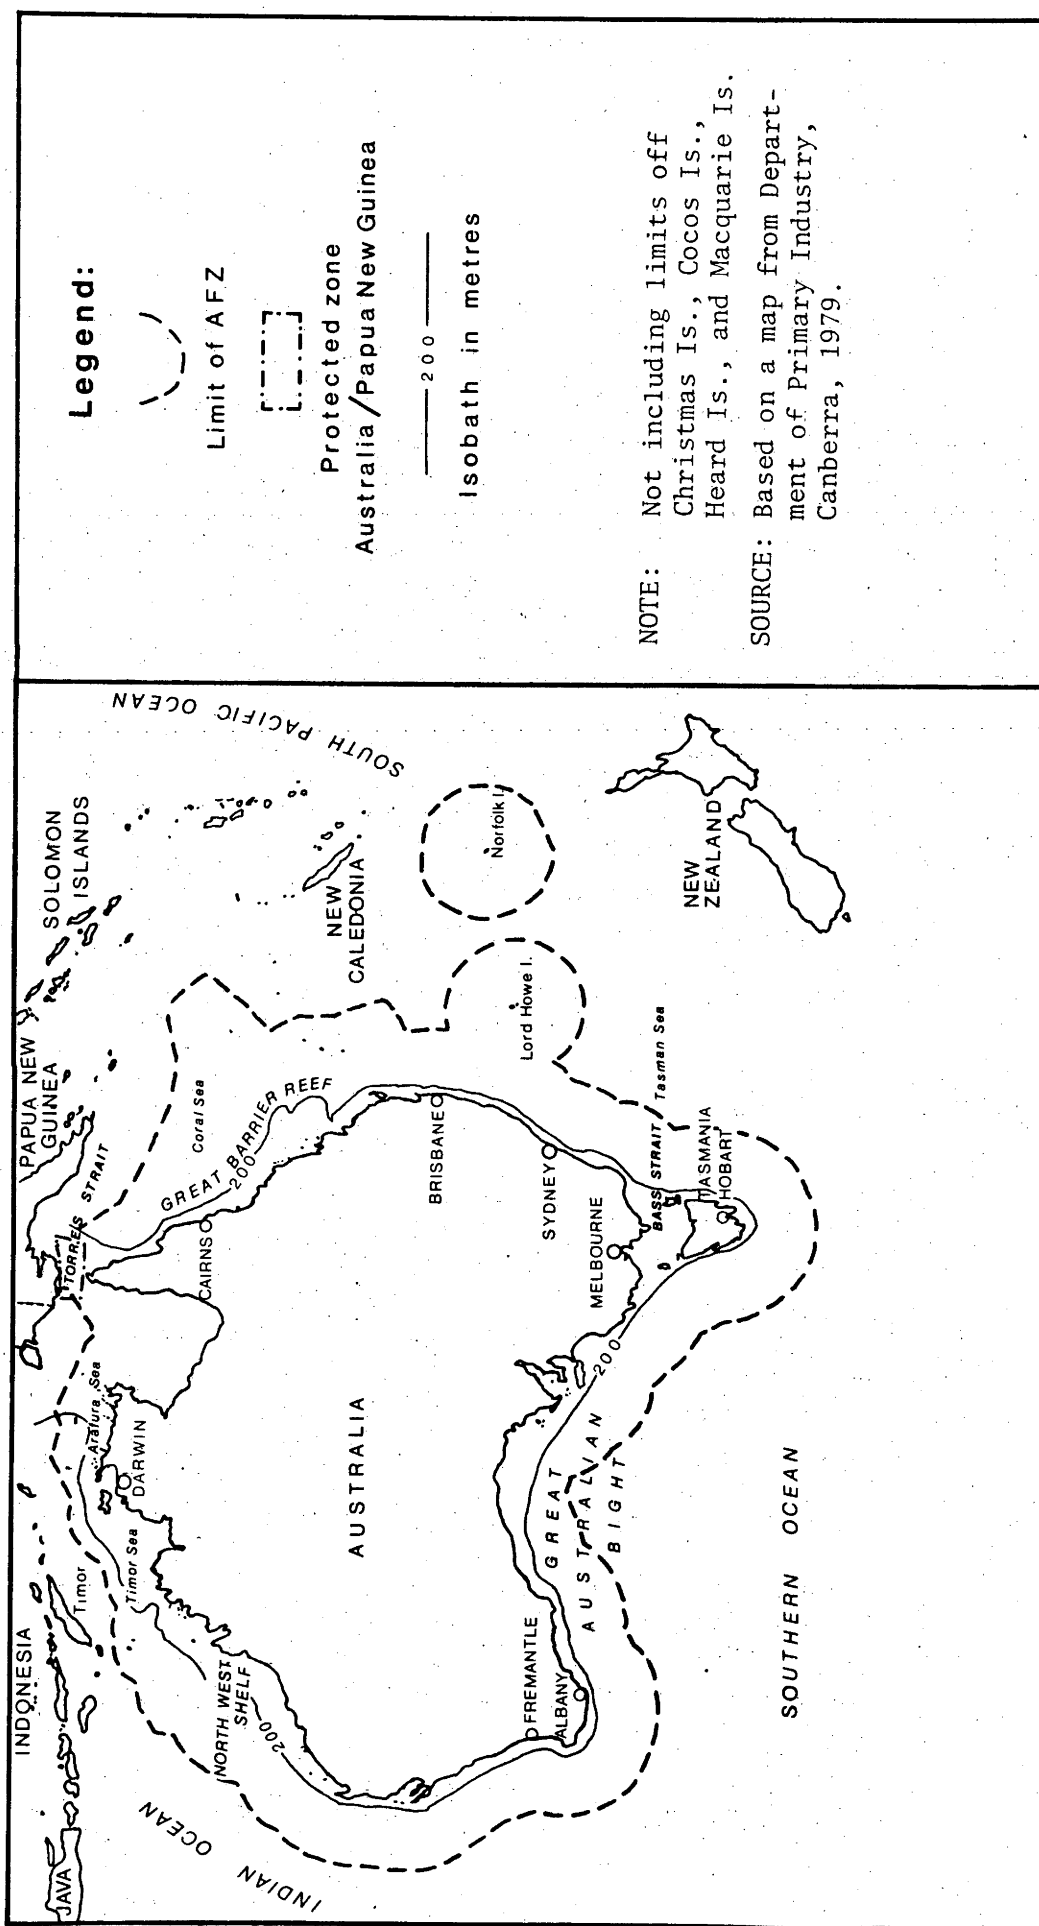 INDONESIA
JAVA
Timor
Timor Sea
Arafura Sea
DARWIN
TORRES STRAIT
PAPUA NEW
GUINEA
SOLOMON
ISLANDS
INDIAN OCEAN
NORTH WEST
SHELF
200
CAIRNS
GREAT BARRIER REEF
200
Coral Sea
SOUTH PACIFIC OCEAN
NEW
CALEDONIA
AUSTRALIA
BRISBANE
Norfolk I.
Lord Howe I.
FREMANTLE
ALBANY
GREAT
AUSTRALIAN
BIGHT
200
SYDNEY
MELBOURNE
BASS STRAIT
Tasman Sea
TASMANIA
HOBART
NEW
ZEALAND
SOUTHERN OCEAN
Legend:
Limit of AFZ
Protected zone
Australia/Papua New Guinea
200
Isobath in metres
NOTE: Not including limits off
Christmas Is., Cocos Is.,
Heard Is., and Macquarie Is.
SOURCE: Based on a map from Depart-
ment of Primary Industry,
Canberra, 1979.